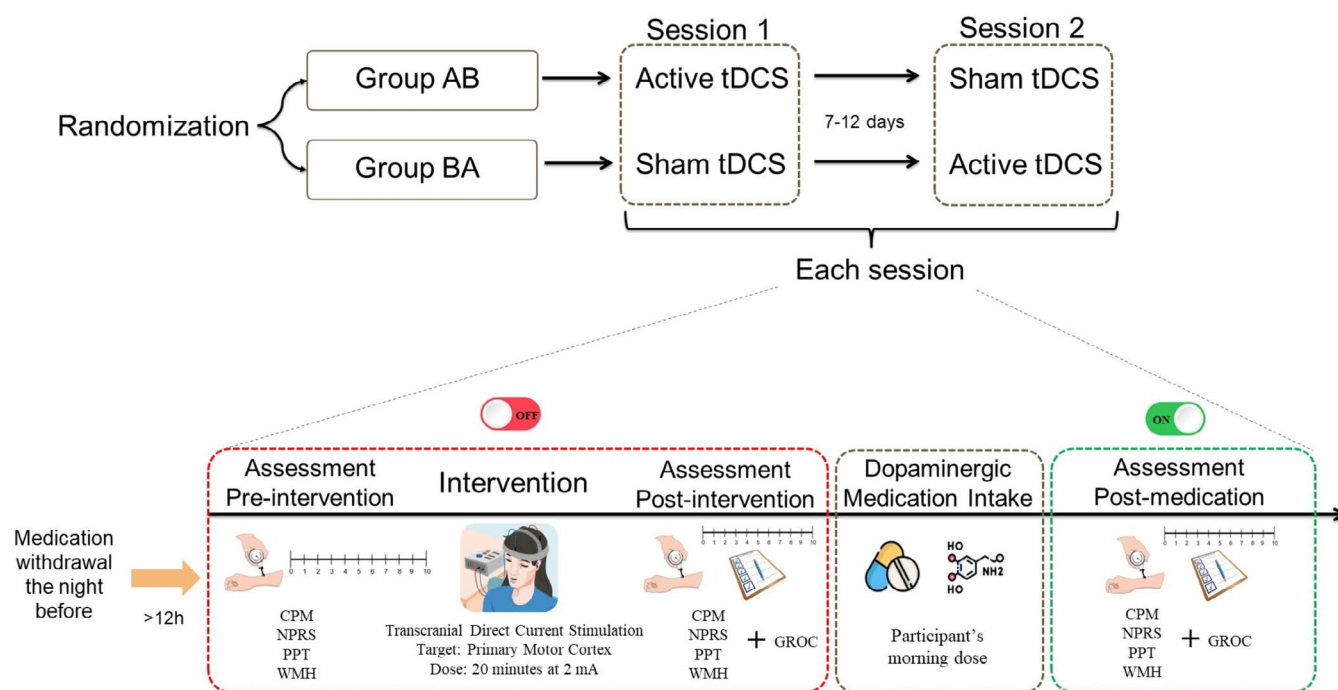 Session 1
Session 2
Group AB
Active tDCS
Sham tDCS
Randomization
7-12 days
Group BA
Sham tDCS
Active tDCS
Each session
OFF
ON
Assessment
Pre-intervention
Intervention
Assessment
Post-intervention
Dopaminergic
Medication Intake
Assessment
Post-medication
Medication
withdrawal
the night
before
>12h
0 1 2 3 4 5 6 7 8 9 10
CPM
NPRS
PPT
WMH
Transcranial Direct Current Stimulation
Target: Primary Motor Cortex
Dose: 20 minutes at 2 mA
0 1 2 3 4 5 6 7 8 9 10
CPM
NPRS
PPT
WMH
+ GROC
HO
HO
NH2
HO
Participant's
morning dose
0 1 2 3 4 5 6 7 8 9 10
CPM
NPRS
PPT
WMH
+ GROC